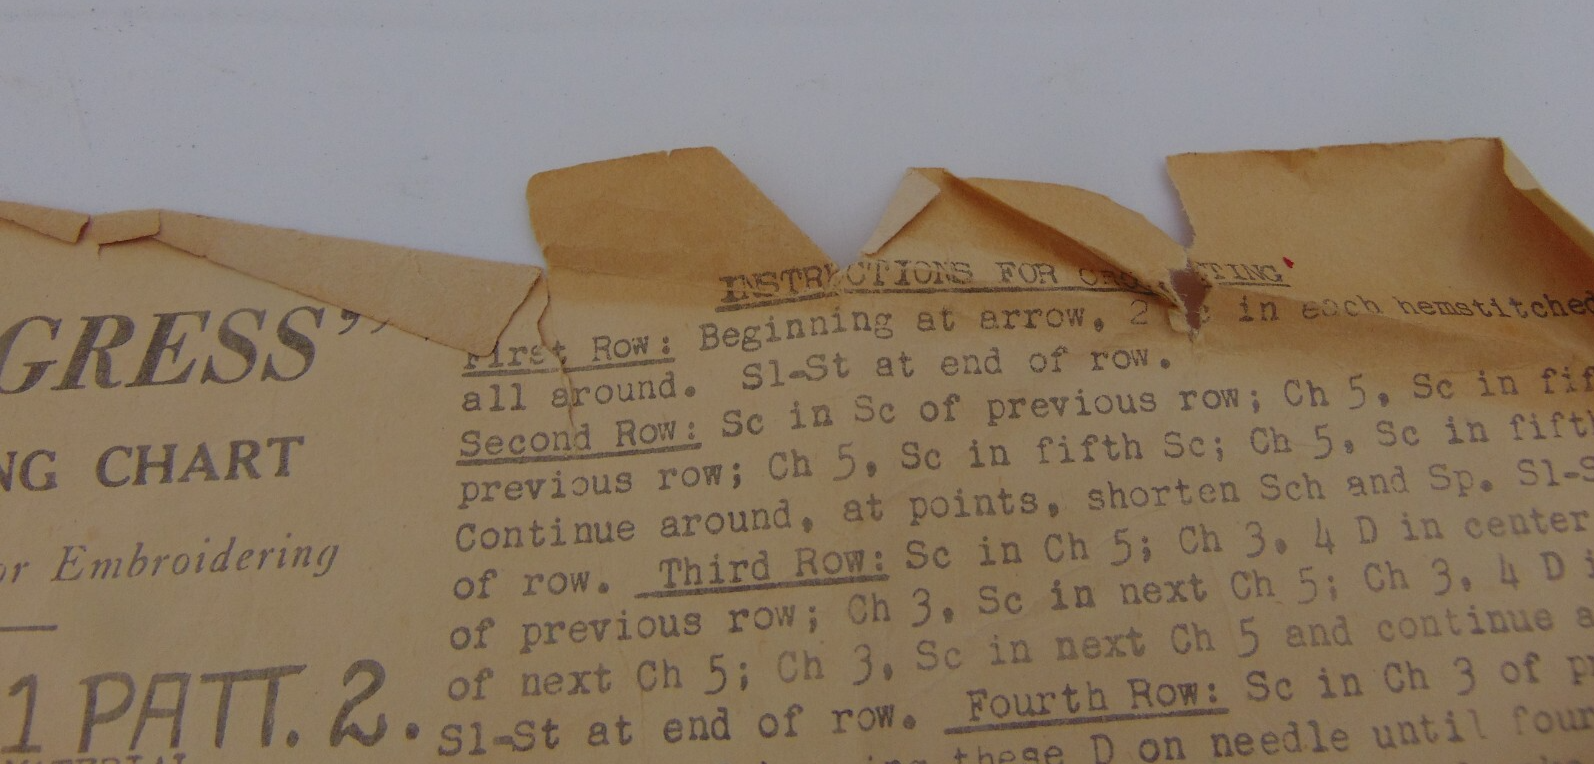 GRESS”
NG CHART
or Embroidering
1 PATT. 2.
INSTRUCTIONS FOR
First Row: Beginning at arrow, 2 in each hemstitched
all around. Sl-St at end of row.
Second Row: Sc in Sc of previous row; Ch 5, Sc in fif
previous row; Ch 5, Sc in fifth Sc; Ch 5, Sc in fifth
Continue around, at points, shorten Sch and Sp. Sl-S
of row. Third Row: Sc in Ch 5; Ch 3, 4 D in center
of previous row; Ch 3, Sc in next Ch 5; Ch 3, 4 D i
of next Ch 5; Ch 3, Sc in next Ch 5 and continue a
Sl-St at end of row. Fourth Row: Sc in Ch 3 of p
these D on needle until four